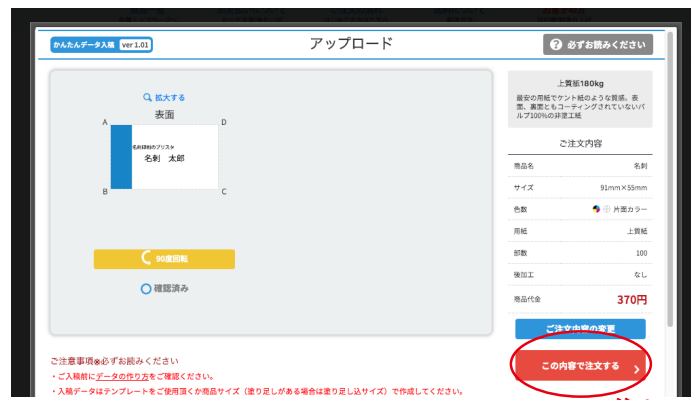 かんたんデータ入稿 ver 1.01
アップロード
? 必ずお読みください
拡大する
表面
A
D
名刺印刷のプリスタ
名刺 太郎
B
C
90度回転
確認済み
上質紙180kg
最安の用紙でケント紙のような質感。表
面、裏面ともコーティングされていないパ
ルプ100%の非塗工紙
ご注文内容
商品名 名刺
サイズ 91mm×55mm
色数 片面カラー
用紙 上質紙
部数 100
後加工 なし
商品代金 370円
ご注文内容の変更
この内容で注文する
ご注意事項※必ずお読みください
・ご入稿前にデータの作り方をご確認ください。
・入稿データはテンプレートをご使用頂くか商品サイズ（塗り足しがある場合は塗り足し込サイズ）で作成してください。